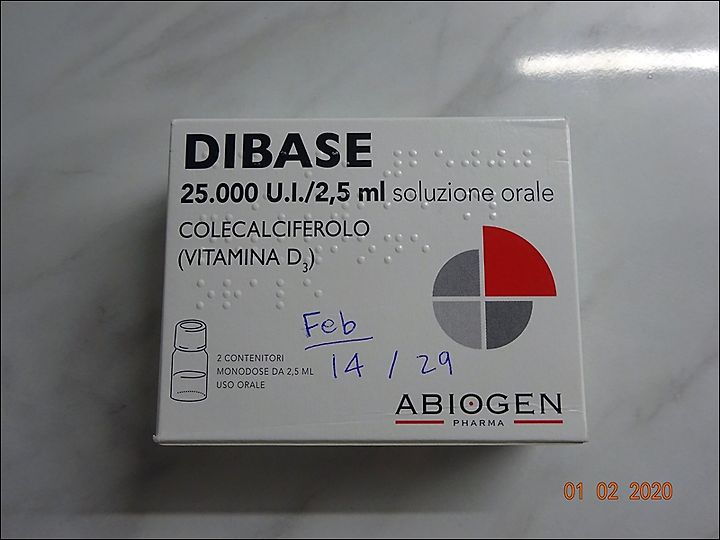 DIBASE
25.000 U.I./2,5 ml soluzione orale
COLECALCIFEROLO
(VITAMINA D3)
Feb
14 / 29
2 CONTENITORI
MONODOSE DA 2,5 ML
USO ORALE
ABIOGEN
PHARMA
01 02 2020